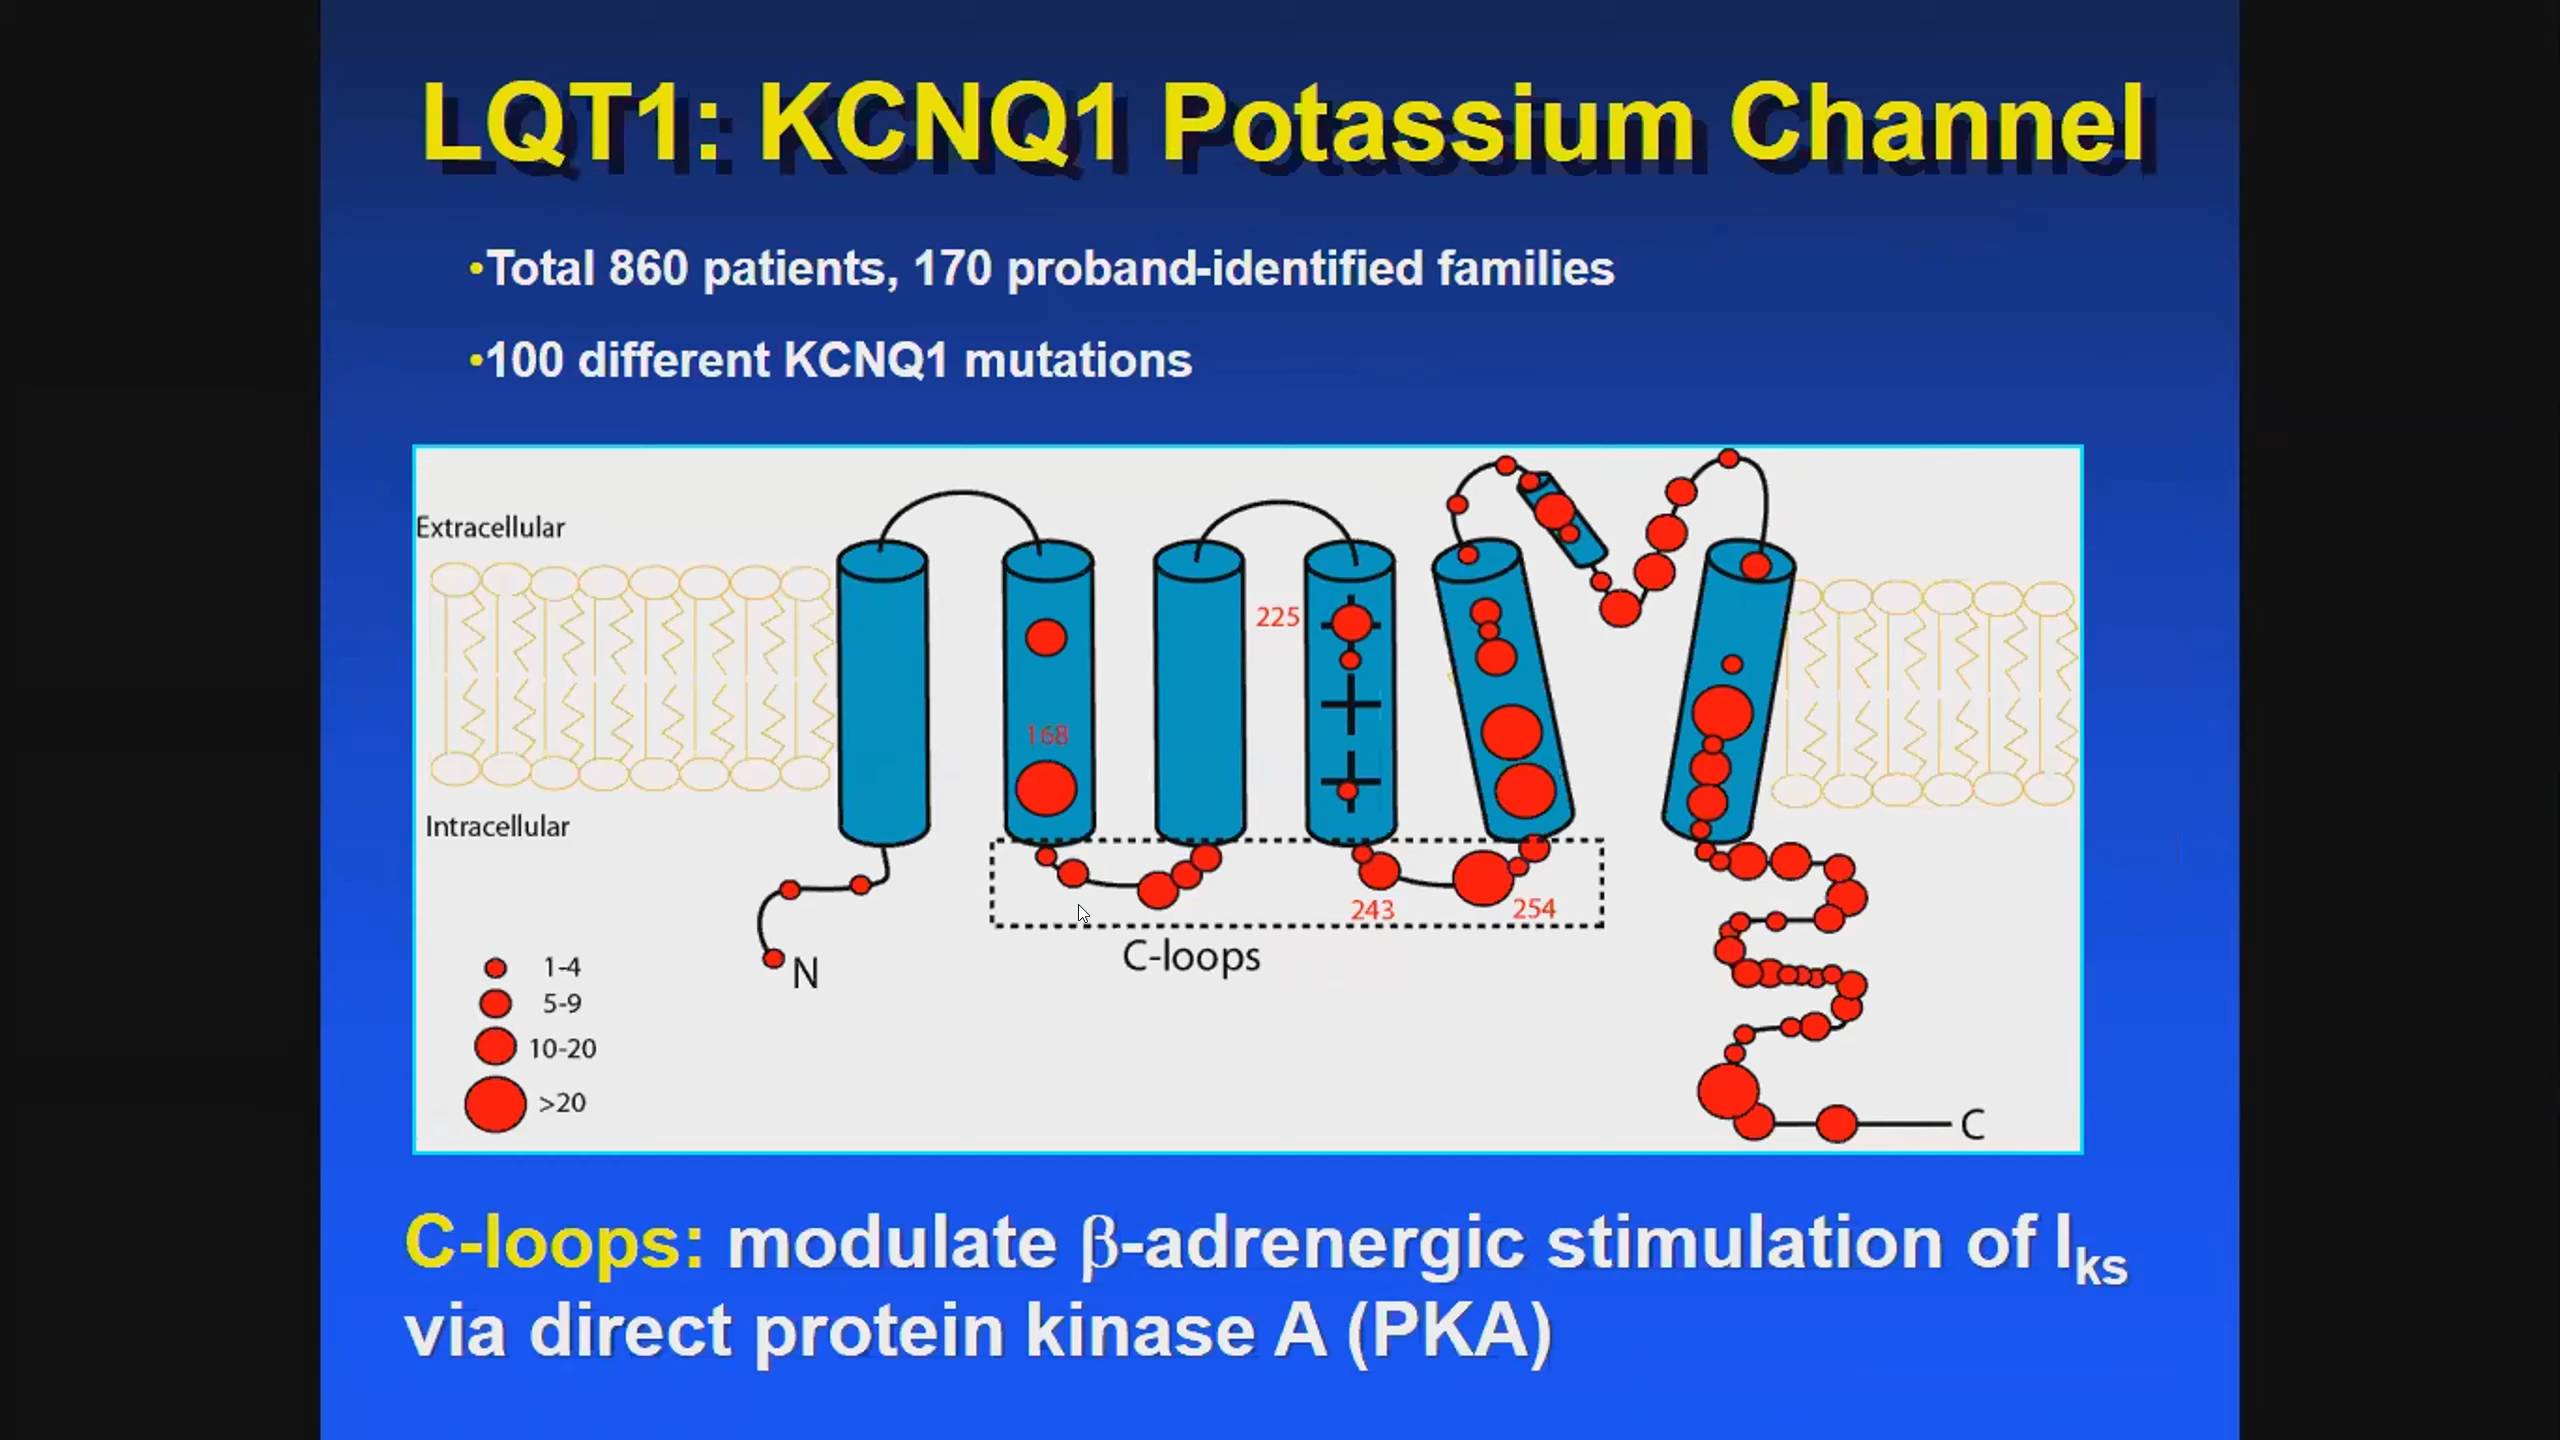 LQT1: KCNQ1 Potassium Channel
•Total 860 patients, 170 proband-identified families
•100 different KCNQ1 mutations
Extracellular
225
168
Intracellular
243
254
C-loops
N
1-4
5-9
10-20
>20
C
C-loops: modulate β-adrenergic stimulation of Iks
via direct protein kinase A (PKA)